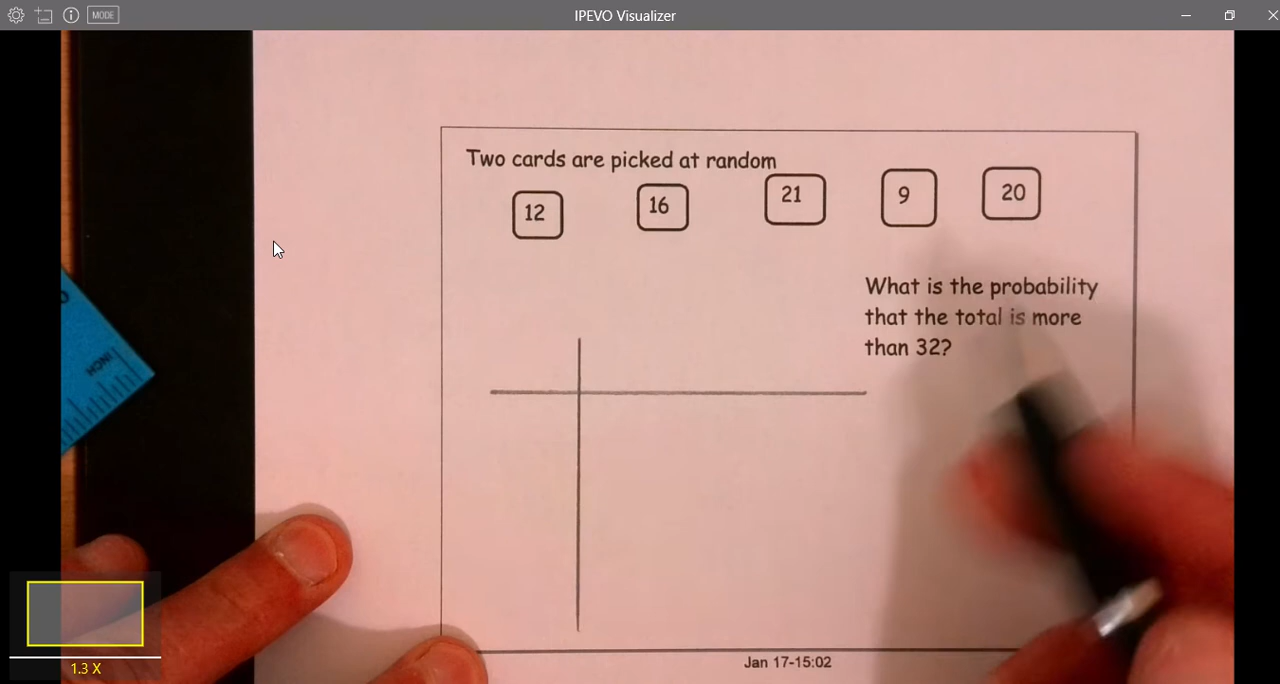 MODE
IPEVO Visualizer
Two cards are picked at random
12 16 21 9 20
What is the probability
that the total is more
than 32?
INCH
Jan 17-15:02
1.3 X